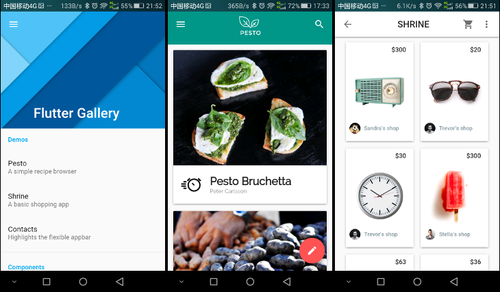 中国移动4G 133B/s 55% 21:52
Flutter Gallery
Demos
Pesto
A simple recipe browser
Shrine
A basic shopping app
Contacts
Highlights the flexible appbar
Components
中国移动4G 365B/s 72% 17:33
PESTO
Pesto Bruchetta
Peter Carlsson
中国移动4G 6.1K/s 56% 21:51
SHRINE
$300 $20
Sandra's shop Trevor's shop
$30 $300
Trevor's shop Stella's shop
$63 $36